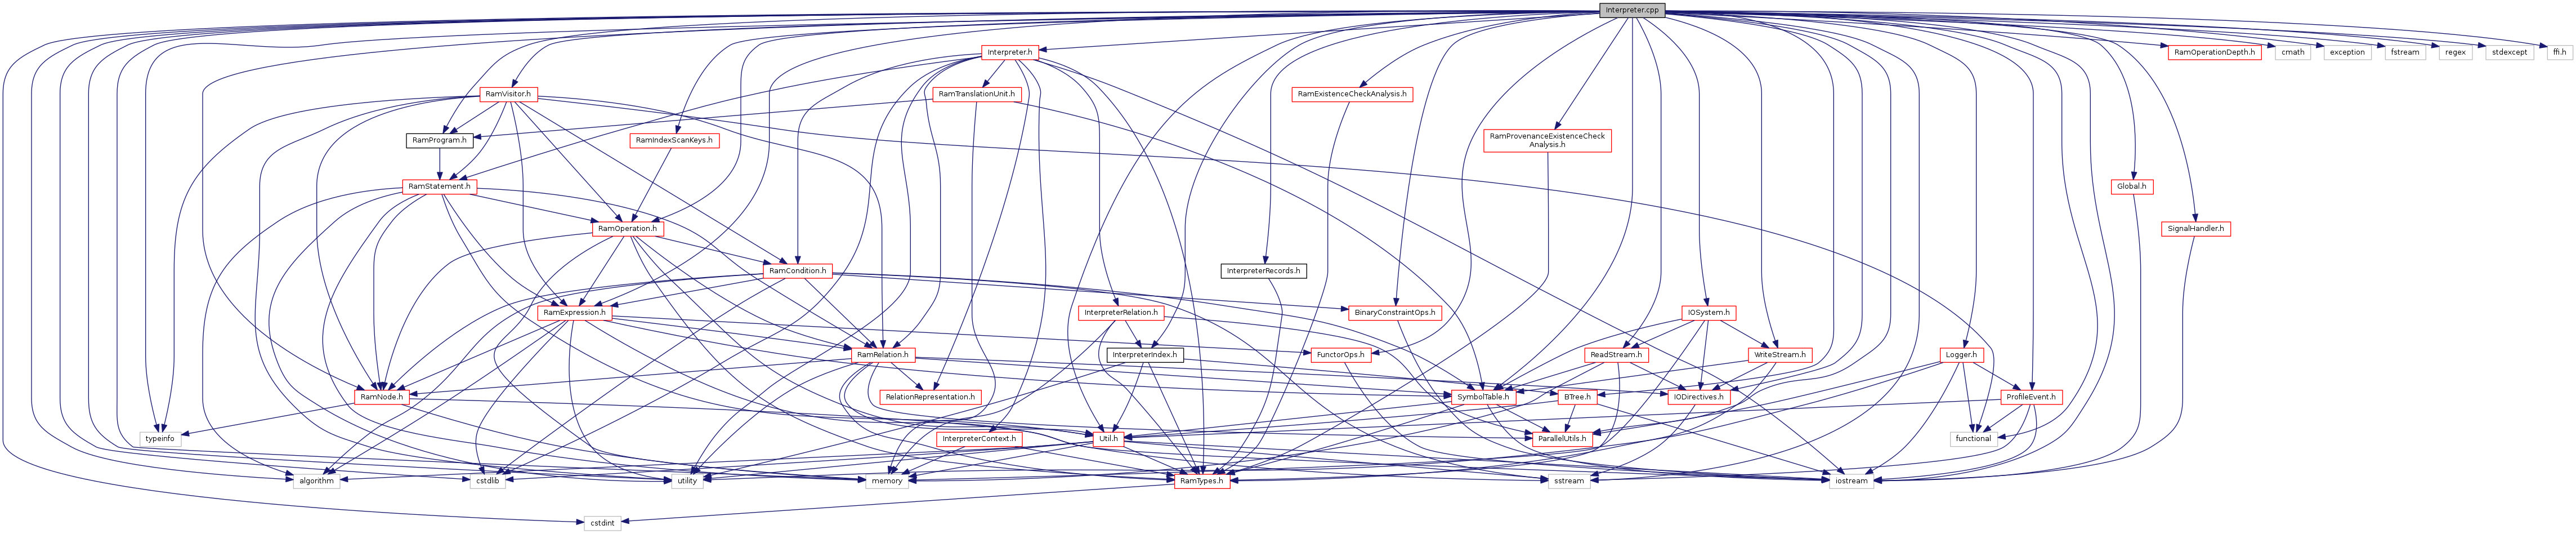 Interpreter.cpp
Interpreter.h
RamOperationDepth.h
cmath
exception
fstream
regex
stdexcept
ffi.h
RamVisitor.h
RamTranslationUnit.h
RamExistenceCheckAnalysis.h
RamProgram.h
RamIndexScanKeys.h
RamProvenanceExistenceCheck
Analysis.h
RamStatement.h
Global.h
RamOperation.h
SignalHandler.h
RamCondition.h
InterpreterRecords.h
RamExpression.h
InterpreterRelation.h
BinaryConstraintOps.h
IOSystem.h
RamRelation.h
InterpreterIndex.h
FunctorOps.h
ReadStream.h
WriteStream.h
Logger.h
RamNode.h
RelationRepresentation.h
SymbolTable.h
BTree.h
IODirectives.h
ProfileEvent.h
typeinfo
InterpreterContext.h
Util.h
ParallelUtils.h
functional
algorithm
cstdlib
utility
memory
RamTypes.h
sstream
iostream
cstdint